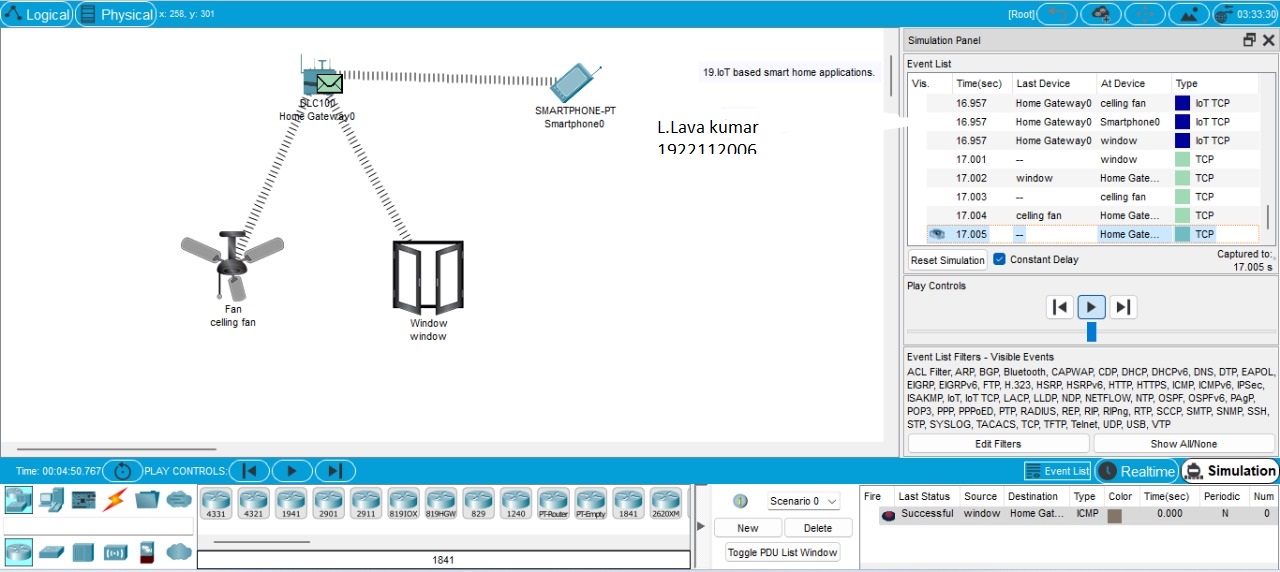 Logical Physical x: 258, y: 301 [Root] 03:33:30
Simulation Panel
Event List
Vis. Time(sec) Last Device At Device Type
16.957 Home Gateway0 celling fan IoT TCP
16.957 Home Gateway0 Smartphone0 IoT TCP
16.957 Home Gateway0 window IoT TCP
17.001 -- window TCP
17.002 window Home Gate... TCP
17.003 -- celling fan TCP
17.004 celling fan Home Gate... TCP
17.005 -- Home Gate... TCP
Reset Simulation Constant Delay Captured to:
17.005 s
Play Controls
Event List Filters - Visible Events
ACL Filter, ARP, BGP, Bluetooth, CAPWAP, CDP, DHCP, DHCPv6, DNS, DTP, EAPOL,
EIGRP, EIGRPv6, FTP, H.323, HSRP, HSRPv6, HTTP, HTTPS, ICMP, ICMPv6, IPSec,
ISAKMP, IoT, IoT TCP, LACP, LLDP, NDP, NETFLOW, NTP, OSPF, OSPFv6, PAgP,
POP3, PPP, PPPoED, PTP, RADIUS, REP, RIP, RIPng, RTP, SCCP, SMTP, SNMP, SSH,
STP, SYSLOG, TACACS, TCP, TFTP, Telnet, UDP, USB, VTP
Edit Filters Show All/None
19.IoT based smart home applications.
L.Lava kumar
1922112006
DLC100
Home Gateway0
SMARTPHONE-PT
Smartphone0
Fan
celling fan
Window
window
Time: 00:04:50.767 PLAY CONTROLS: Event List Realtime Simulation
4331 4321 1941 2901 2911 819IOX 819HGW 829 1240 PT-Router PT-Empty 1841 2620XM
1841
Scenario 0
New Delete
Toggle PDU List Window
Fire Last Status Source Destination Type Color Time(sec) Periodic Num
Successful window Home Gat... ICMP 0.000 N 0